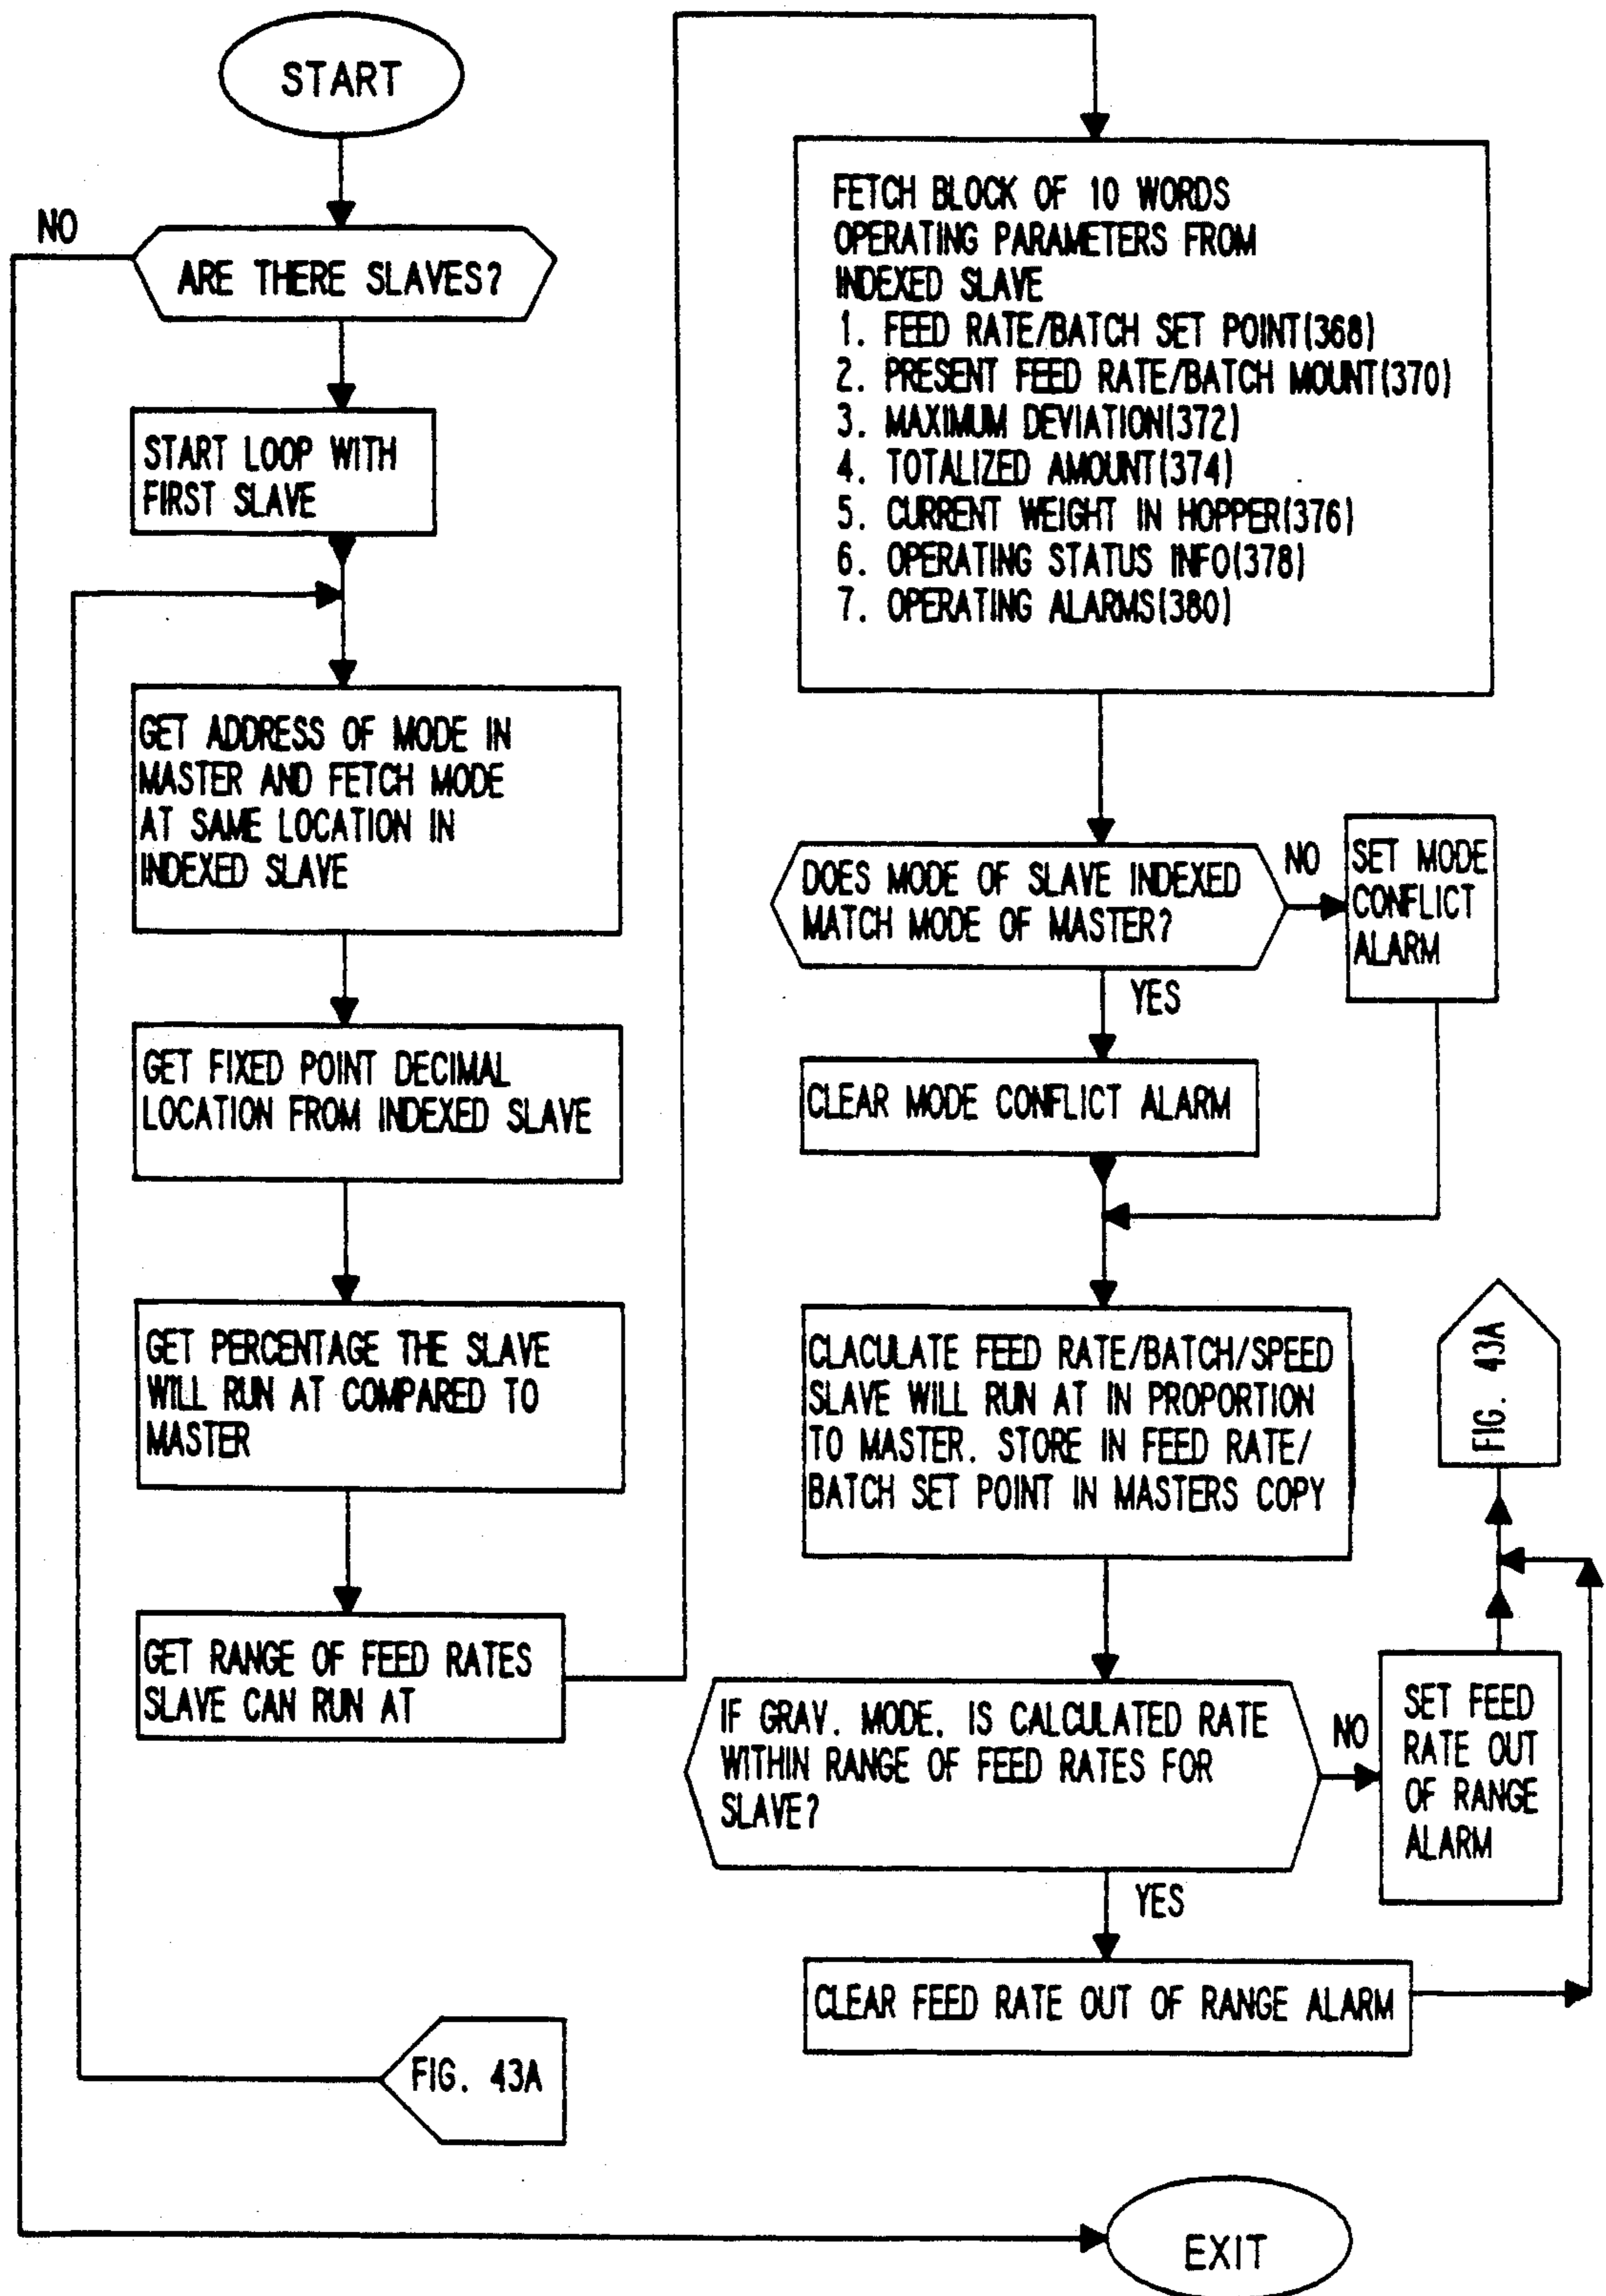 START
NO
ARE THERE SLAVES?
START LOOP WITH
FIRST SLAVE
GET ADDRESS OF MODE IN
MASTER AND FETCH MODE
AT SAME LOCATION IN
INDEXED SLAVE
GET FIXED POINT DECIMAL
LOCATION FROM INDEXED SLAVE
GET PERCENTAGE THE SLAVE
WILL RUN AT COMPARED TO
MASTER
GET RANGE OF FEED RATES
SLAVE CAN RUN AT
FIG. 43A
FETCH BLOCK OF 10 WORDS
OPERATING PARAMETERS FROM
INDEXED SLAVE
1. FEED RATE/BATCH SET POINT(368)
2. PRESENT FEED RATE/BATCH MOUNT(370)
3. MAXIMUM DEVIATION(372)
4. TOTALIZED AMOUNT(374)
5. CURRENT WEIGHT IN HOPPER(376)
6. OPERATING STATUS INFO(378)
7. OPERATING ALARMS(380)
DOES MODE OF SLAVE INDEXED
MATCH MODE OF MASTER?
NO
SET MODE
CONFLICT
ALARM
YES
CLEAR MODE CONFLICT ALARM
CLACULATE FEED RATE/BATCH/SPEED
SLAVE WILL RUN AT IN PROPORTION
TO MASTER. STORE IN FEED RATE/
BATCH SET POINT IN MASTERS COPY
FIG. 43A
IF GRAV. MODE. IS CALCULATED RATE
WITHIN RANGE OF FEED RATES FOR
SLAVE?
NO
SET FEED
RATE OUT
OF RANGE
ALARM
YES
CLEAR FEED RATE OUT OF RANGE ALARM
EXIT